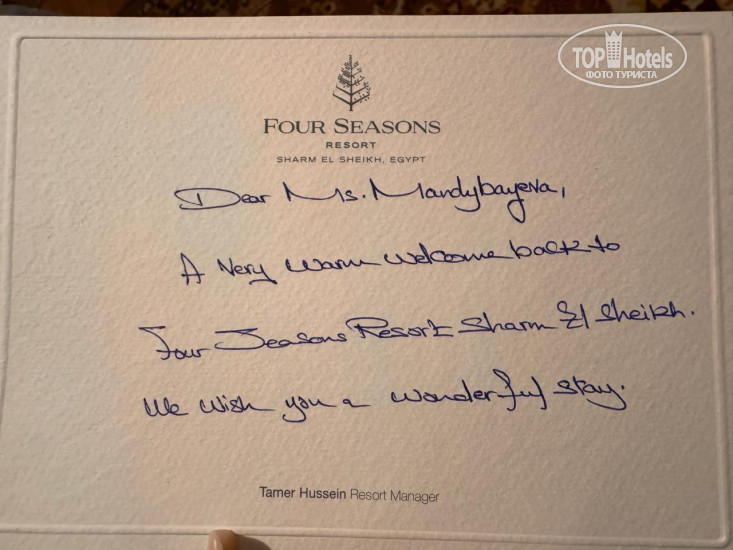 TOP Hotels
ФОТО ТУРИСТА
FOUR SEASONS
RESORT
SHARM EL SHEIKH, EGYPT
Dear Ms. Mandybayeva,
A Very warm welcome back to
Four Seasons Resort Sharm El Sheikh.
We wish you a wonderful stay.
Tamer Hussein Resort Manager